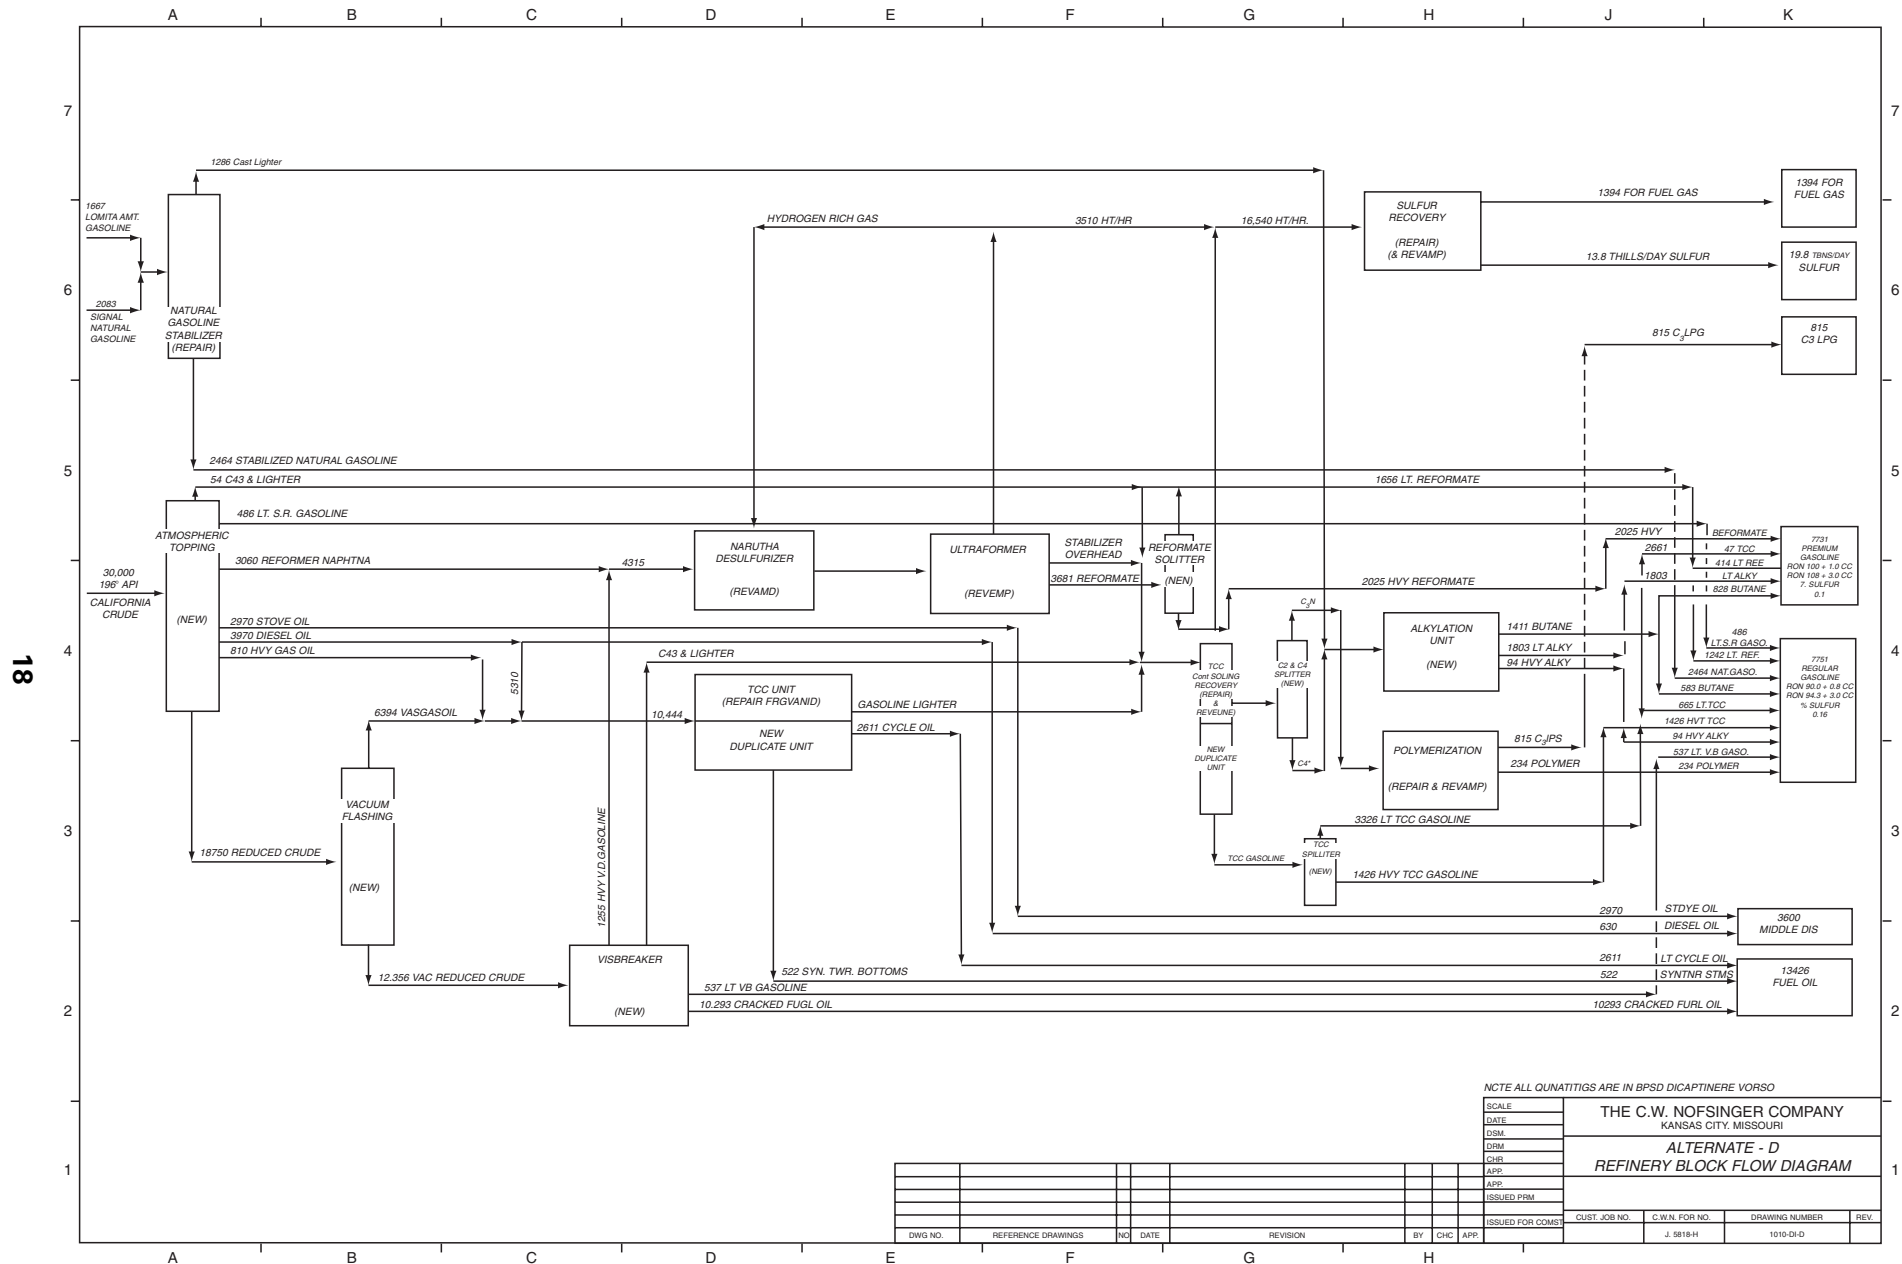 A B C D E F G H J K
7 7
1286 Cast Lighter
1667
LOMITA AMT.
GASOLINE
2083
SIGNAL
NATURAL
GASOLINE
NATURAL
GASOLINE
STABILIZER
(REPAIR)
HYDROGEN RICH GAS
3510 HT/HR
16,540 HT/HR.
SULFUR
RECOVERY
(REPAIR)
(& REVAMP)
1394 FOR FUEL GAS
1394 FOR
FUEL GAS
13.8 THILLS/DAY SULFUR
19.8 TBNS/DAY
SULFUR
6 6
815 C3LPG
815
C3 LPG
5 5
2464 STABILIZED NATURAL GASOLINE
54 C43 & LIGHTER
1656 LT. REFORMATE
486 LT. S.R. GASOLINE
ATMOSPHERIC
TOPPING
(NEW)
30,000
196° API
CALIFORNIA
CRUDE
3060 REFORMER NAPHTNA
4315
NARUTHA
DESULFURIZER
(REVAMD)
ULTRAFORMER
(REVEMP)
STABILIZER
OVERHEAD
3681 REFORMATE
REFORMATE
SOLITTER
(NEN)
2025 HVY REFORMATE
2025 HVY
BEFORMATE
2661
47 TCC
414 LT REE
1803
LT ALKY
828 BUTANE
7731
PREMIUM
GASOLINE
RON 100 + 1.0 CC
RON 108 + 3.0 CC
7. SULFUR
0.1
2970 STOVE OIL
3970 DIESEL OIL
810 HVY GAS OIL
5310
C43 & LIGHTER
4 4
TCC UNIT
(REPAIR FRGVANID)
NEW
DUPLICATE UNIT
10,444
6394 VASGASOIL
GASOLINE LIGHTER
2611 CYCLE OIL
TCC
Cont SOLING
RECOVERY
(REPAIR)
&
REVEUNE)
NEW
DUPLICATE
UNIT
C3N
C2 & C4
SPLITTER
(NEW)
C4+
ALKYLATION
UNIT
(NEW)
1411 BUTANE
1803 LT ALKY
94 HVY ALKY
POLYMERIZATION
(REPAIR & REVAMP)
815 C3IPS
234 POLYMER
486
LT.S.R GASO.
1242 LT. REF.
2464 NAT.GASO.
583 BUTANE
665 LT.TCC
1426 HVT TCC
94 HVY ALKY
537 LT. V.B GASO.
234 POLYMER
7751
REGULAR
GASOLINE
RON 90.0 + 0.8 CC
RON 94.3 + 3.0 CC
% SULFUR
0.16
VACUUM
FLASHING
(NEW)
18750 REDUCED CRUDE
1255 HVY V.D.GASOLINE
3 3
3326 LT TCC GASOLINE
TCC GASOLINE
TCC
SPILLITER
(NEW)
1426 HVY TCC GASOLINE
2970 STDYE OIL
630 DIESEL OIL
3600
MIDDLE DIS
12.356 VAC REDUCED CRUDE
VISBREAKER
(NEW)
522 SYN. TWR. BOTTOMS
537 LT VB GASOLINE
10.293 CRACKED FUGL OIL
2611 LT CYCLE OIL
522 SYNTNR STMS
10293 CRACKED FURL OIL
13426
FUEL OIL
2 2
NCTE ALL QUNATITIGS ARE IN BPSD DICAPTINERE VORSO
SCALE
DATE
DSM.
DRM
CHR
APP.
APP.
ISSUED PRM
ISSUED FOR COMST
THE C.W. NOFSINGER COMPANY
KANSAS CITY. MISSOURI
ALTERNATE - D
REFINERY BLOCK FLOW DIAGRAM
1 1
CUST. JOB NO. C.W.N. FOR NO. DRAWING NUMBER REV.
J. 5818-H 1010-DI-D
DWG NO. REFERENCE DRAWINGS NO DATE REVISION BY CHC APP.
A B C D E F G H
18